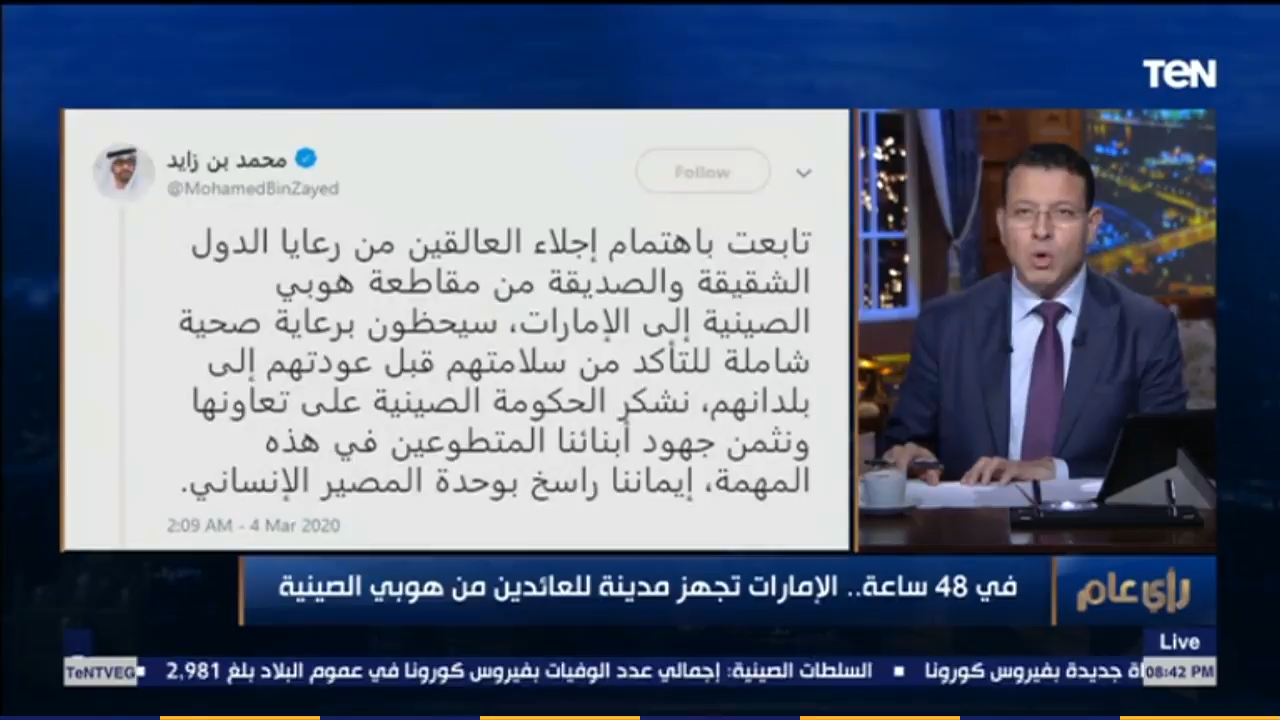 TeN
محمد بن زايد
@MohamedBinZayed
Follow
تابعت باهتمام إجلاء العالقين من رعايا الدول
الشقيقة والصديقة من مقاطعة هوبي
الصينية إلى الإمارات، سيحظون برعاية صحية
شاملة للتأكد من سلامتهم قبل عودتهم إلى
بلدانهم، نشكر الحكومة الصينية على تعاونها
ونثمن جهود أبنائنا المتطوعين في هذه
المهمة، إيماننا راسخ بوحدة المصير الإنساني.
2:09 AM - 4 Mar 2020
رأي عام
في 48 ساعة.. الإمارات تجهز مدينة للعائدين من هوبي الصينية
Live
08:42 PM
جديدة بفيروس كورونا ■ السلطات الصينية: إجمالي عدد الوفيات بفيروس كورونا في عموم البلاد بلغ 2,981
TeNTVEG